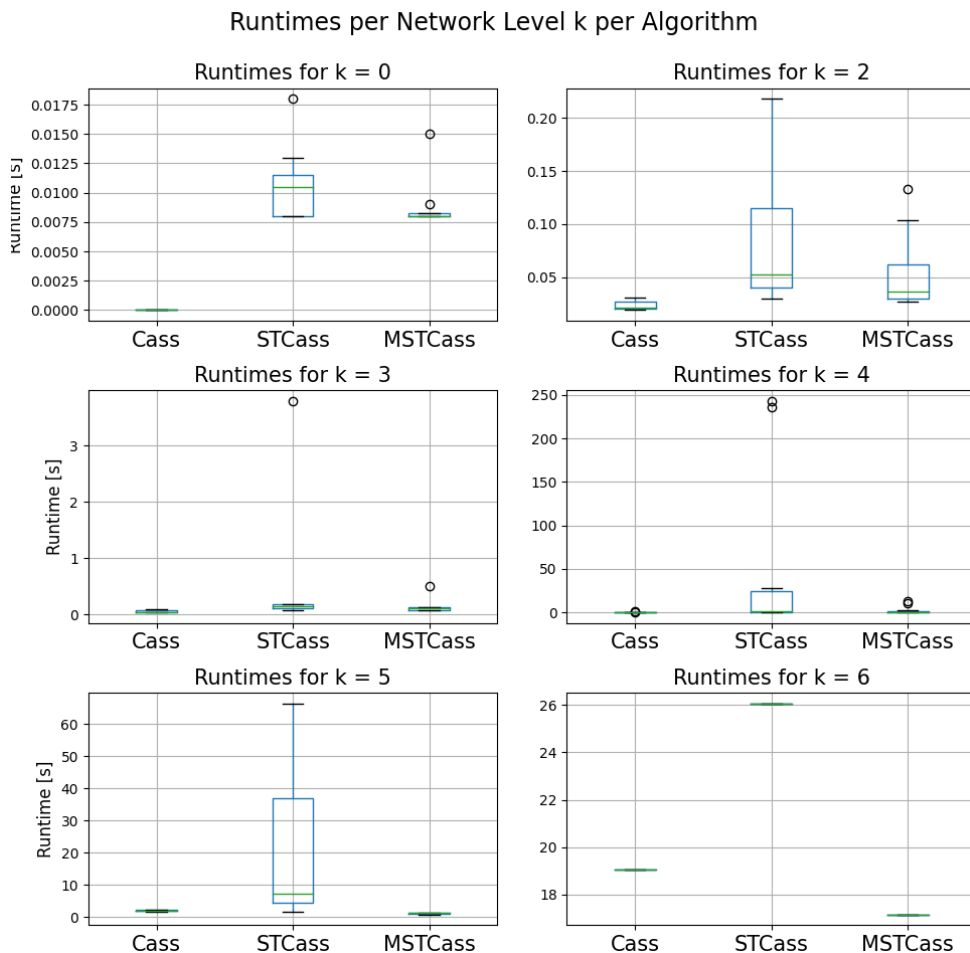 Runtimes per Network Level k per Algorithm
Runtimes for k = 0
Runtime [s]
0.0175
0.0150
0.0125
0.0100
0.0075
0.0050
0.0025
0.0000
Cass STCass MSTCass
Runtimes for k = 2
0.20
0.15
0.10
0.05
Cass STCass MSTCass
Runtimes for k = 3
Runtime [s]
3
2
1
0
Cass STCass MSTCass
Runtimes for k = 4
250
200
150
100
50
0
Cass STCass MSTCass
Runtimes for k = 5
Runtime [s]
60
50
40
30
20
10
0
Cass STCass MSTCass
Runtimes for k = 6
26
24
22
20
18
Cass STCass MSTCass